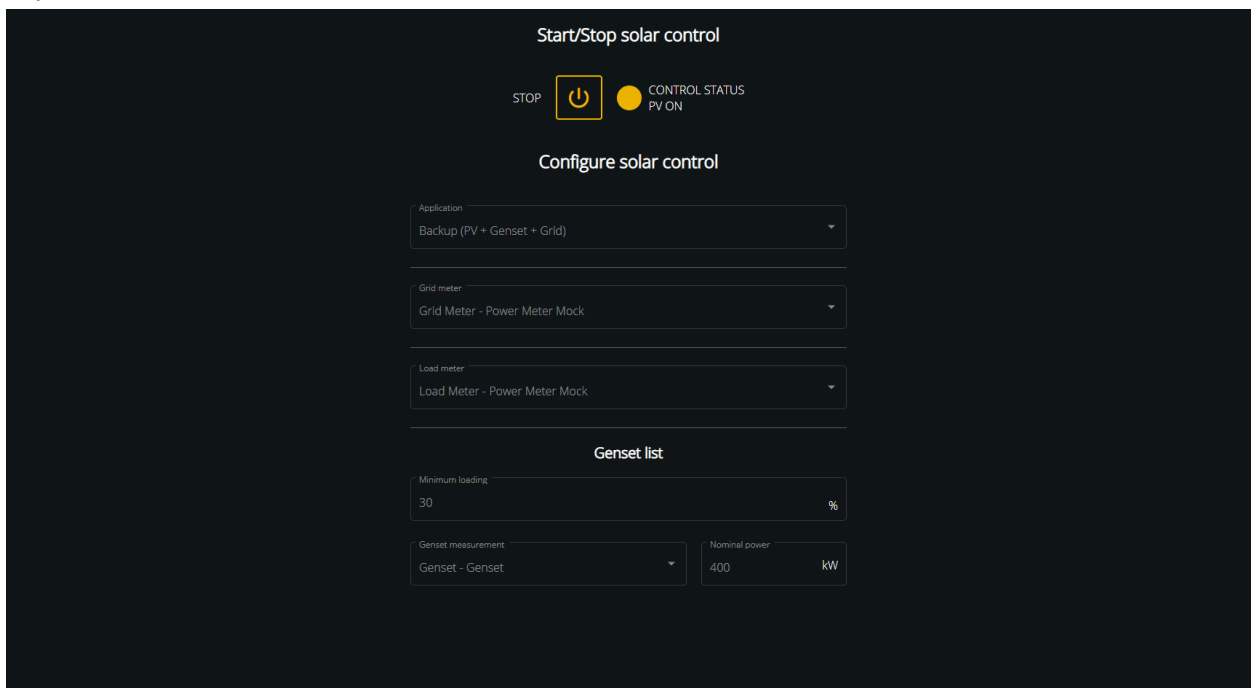 Start/Stop solar control
STOP
CONTROL STATUS
PV ON
Configure solar control
Application
Backup (PV + Genset + Grid)
Grid meter
Grid Meter - Power Meter Mock
Load meter
Load Meter - Power Meter Mock
Genset list
Minimum loading
30 %
Genset measurement
Genset - Genset
Nominal power
400 kW